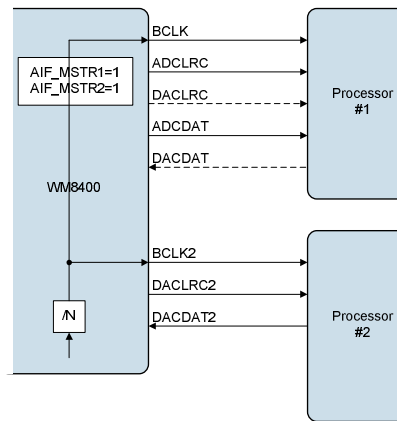 BCLK
AIF_MSTR1=1
AIF_MSTR2=1
ADCLRC
DACLRC
ADCDAT
DACDAT
Processor
#1
WM8400
BCLK2
DACLRC2
DACDAT2
/N
Processor
#2